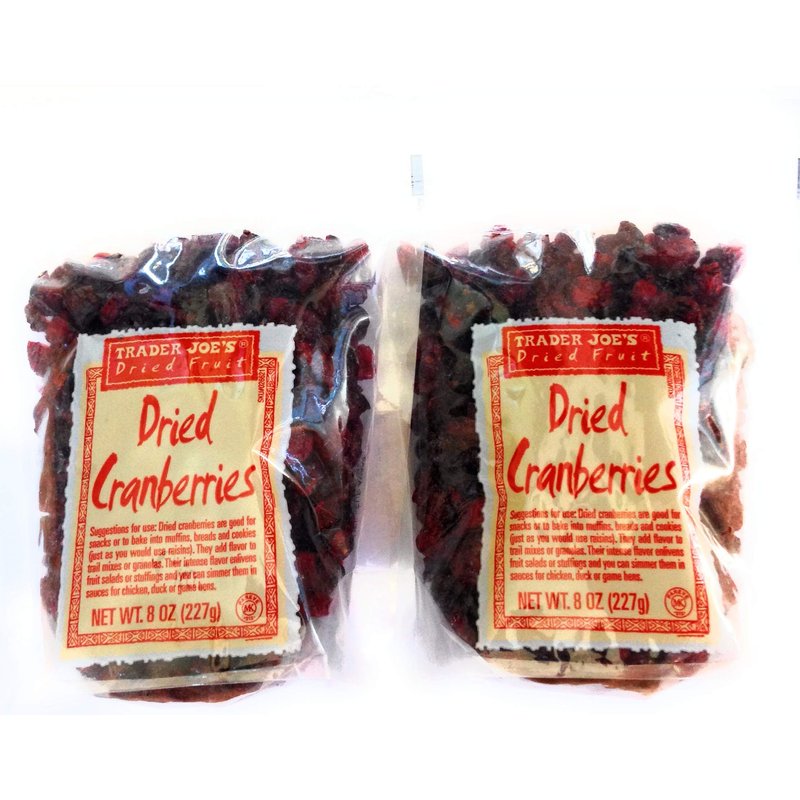 TRADER JOE'S®
Dried Fruit
Dried
Cranberries
Suggestions for use: Dried cranberries are good for
snacks or to bake into muffins, breads and cookies
(just as you would use raisins). They add flavor to
trail mixes or granolas. Their intense flavor enlivens
fruit salads or stuffings and you can simmer them in
sauces for chicken, duck or game hens.
NET WT. 8 OZ (227g)
MK
TRADER JOE'S®
Dried Fruit
Dried
Cranberries
Suggestions for use: Dried cranberries are good for
snacks or to bake into muffins, breads and cookies
(just as you would use raisins). They add flavor to
trail mixes or granolas. Their intense flavor enlivens
fruit salads or stuffings and you can simmer them in
sauces for chicken, duck or game hens.
NET WT. 8 OZ (227g)
MK